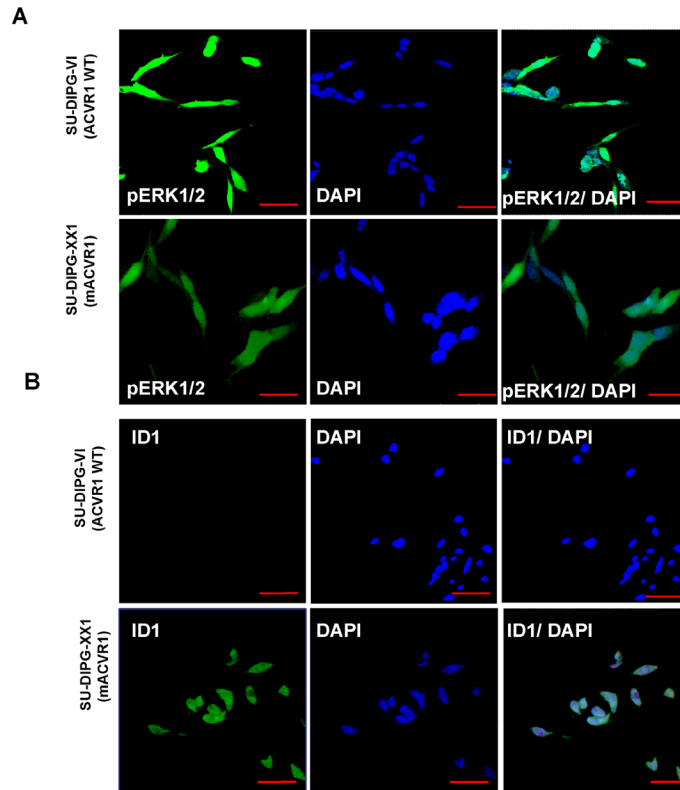 A
SU-DIPG-VI
(ACVR1 WT)
pERK1/2
DAPI
pERK1/2/ DAPI
SU-DIPG-XX1
(mACVR1)
pERK1/2
DAPI
pERK1/2/ DAPI
B
SU-DIPG-VI
(ACVR1 WT)
ID1
DAPI
ID1/ DAPI
SU-DIPG-XX1
(mACVR1)
ID1
DAPI
ID1/ DAPI